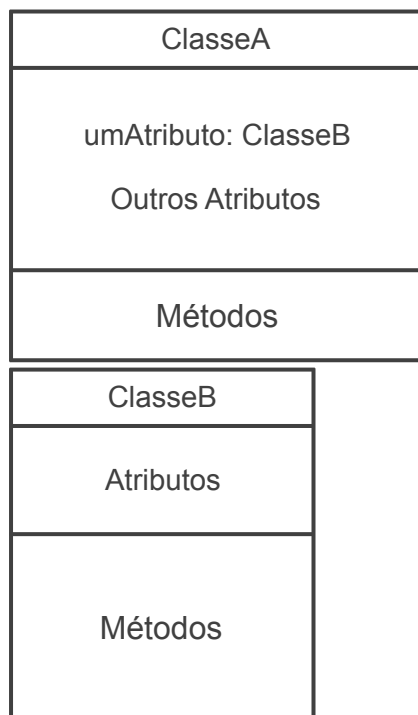 ClasseA
umAtributo: ClasseB
Outros Atributos
Métodos
ClasseB
Atributos
Métodos